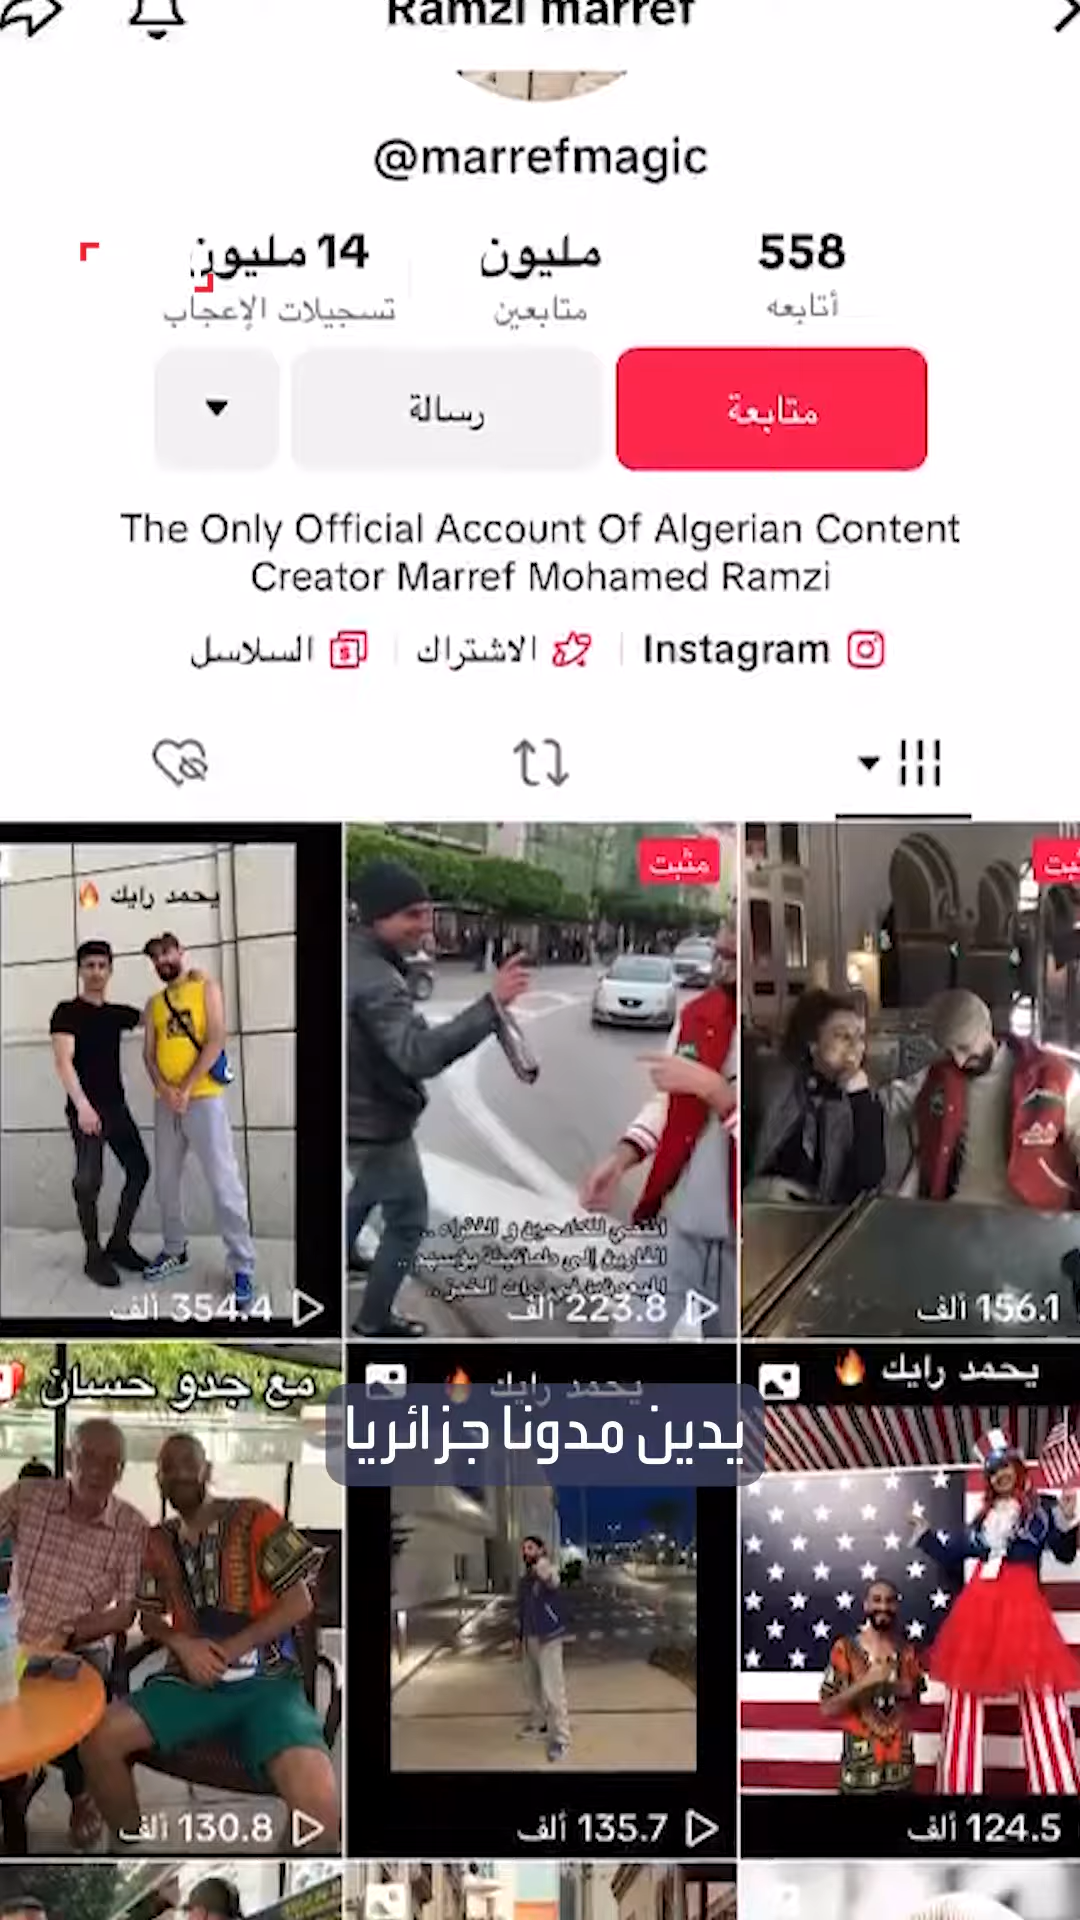 Ramzi marref
@marrefmagic
558
أتابعه
مليون
متابعين
14 مليون
تسجيلات الإعجاب
متابعة
رسالة
The Only Official Account Of Algerian Content
Creator Marref Mohamed Ramzi
Instagram
الاشتراك
السلاسل
مثبت
يحمد رايك
156.1 ألف
223.8 ألف
354.4 ألف
يحمد رايك
يحمد رايك
مع جدو حسان
يدين مدونا جزائريا
124.5 ألف
135.7 ألف
130.8 ألف